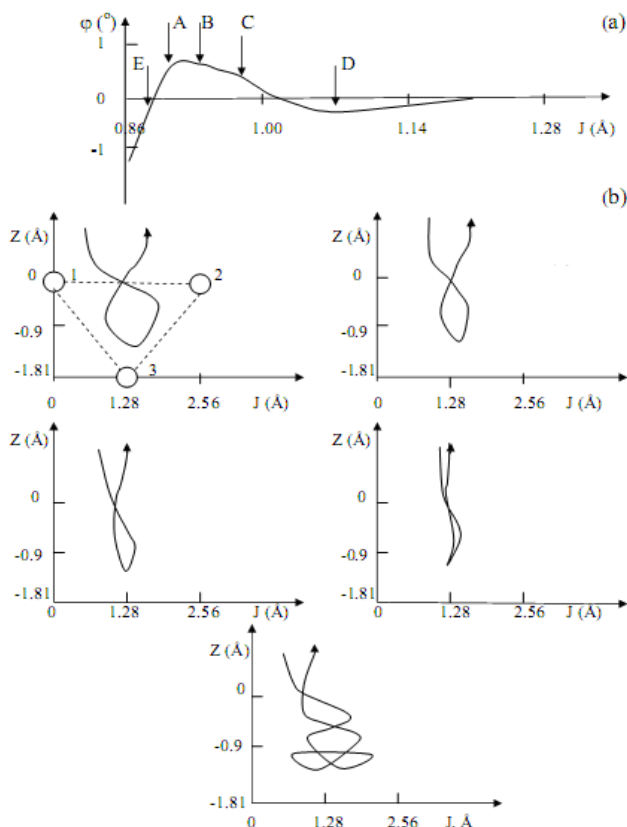 φ (°)
(a)
A
B
C
1
E
D
0
0.86
1.00
1.14
1.28
J (Å)
-1
(b)
Z (Å)
0
1
2
-0.9
3
-1.81
0
1.28
2.56
J (Å)
Z (Å)
0
-0.9
-1.81
0
1.28
2.56
J (Å)
Z (Å)
0
-0.9
-1.81
0
1.28
2.56
J (Å)
Z (Å)
0
-0.9
-1.81
0
1.28
2.56
J (Å)
Z (Å)
0
-0.9
-1.81
0
1.28
2.56
J, Å